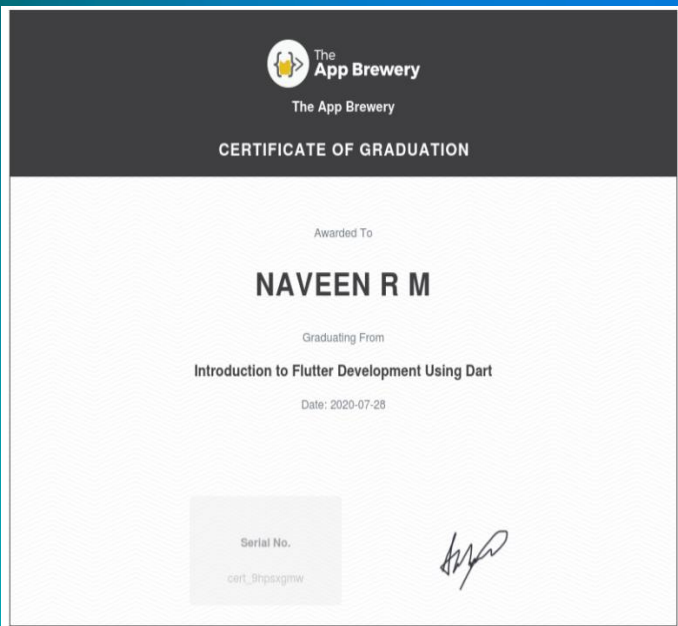 The
App Brewery
The App Brewery
CERTIFICATE OF GRADUATION
Awarded To
NAVEEN R M
Graduating From
Introduction to Flutter Development Using Dart
Date: 2020-07-28
Serial No.